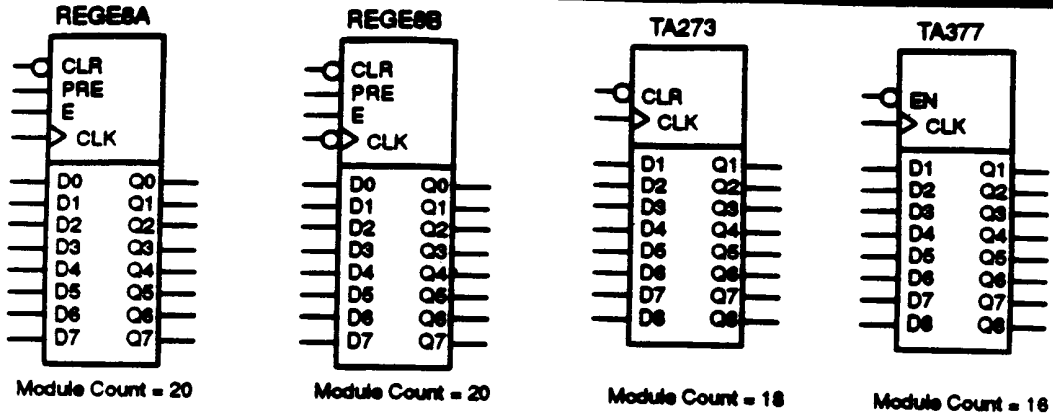 REGE8A
CLR
PRE
E
CLK
D0 Q0
D1 Q1
D2 Q2
D3 Q3
D4 Q4
D5 Q5
D6 Q6
D7 Q7
Module Count = 20
REGE8B
CLR
PRE
E
CLK
D0 Q0
D1 Q1
D2 Q2
D3 Q3
D4 Q4
D5 Q5
D6 Q6
D7 Q7
Module Count = 20
TA273
CLR
CLK
D1 Q1
D2 Q2
D3 Q3
D4 Q4
D5 Q5
D6 Q6
D7 Q7
D8 Q8
Module Count = 18
TA377
EN
CLK
D1 Q1
D2 Q2
D3 Q3
D4 Q4
D5 Q5
D6 Q6
D7 Q7
D8 Q8
Module Count = 16